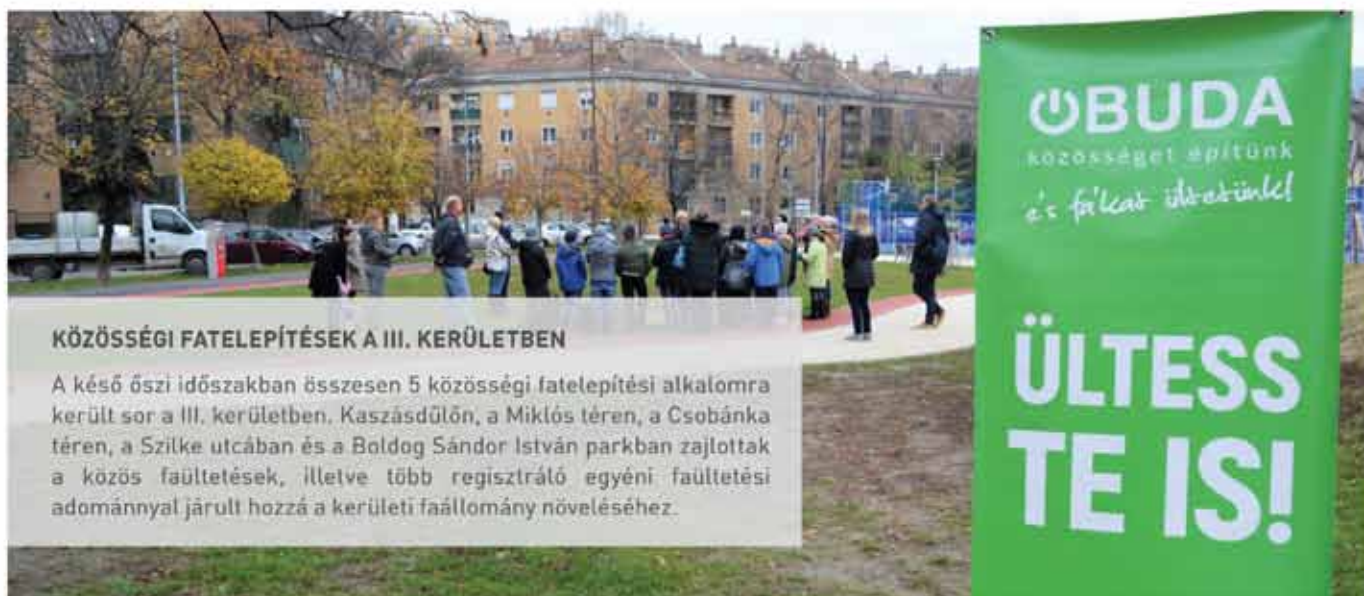 KÖZÖSSÉGI FATELEPÍTÉSEK A III. KERÜLETBEN
A késő őszi időszakban összesen 5 közösségi fatelepítési alkalomra
került sor a III. kerületben. Kaszásdűlőn, a Miklós téren, a Csobánka
téren, a Szilke utcában és a Boldog Sándor István parkban zajlottak
a közös faültetések, illetve több regisztráló egyéni faültetési
adománnyal járult hozzá a kerületi faállomány növeléséhez.
ÓBUDA
közösséget építünk
és fákat ültetünk!
ÜLTESS
TE IS!